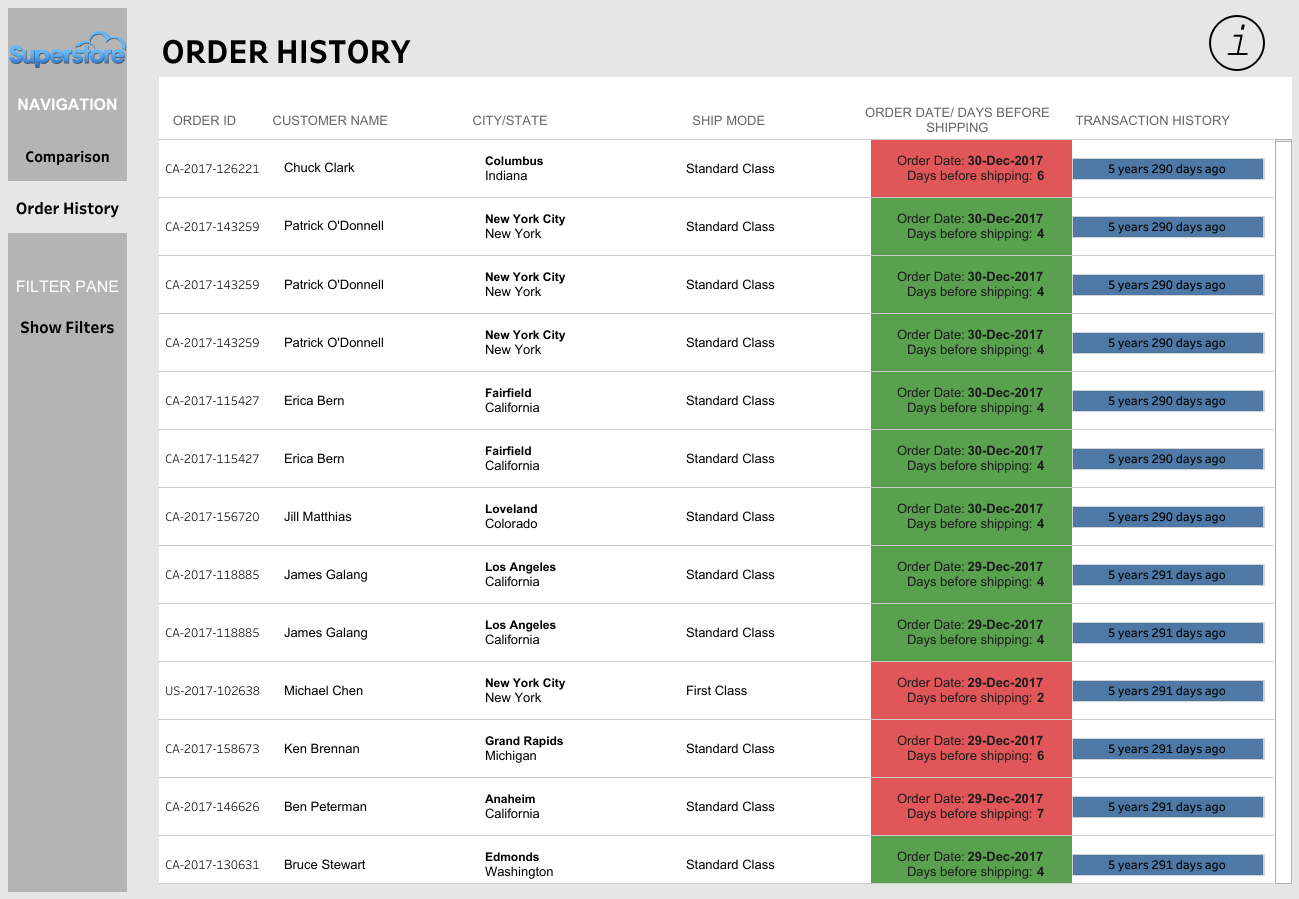 Superstore
ORDER HISTORY
i
NAVIGATION
Comparison
Order History
FILTER PANE
Show Filters
ORDER ID CUSTOMER NAME CITY/STATE SHIP MODE ORDER DATE/ DAYS BEFORE SHIPPING TRANSACTION HISTORY
CA-2017-126221 Chuck Clark Columbus Standard Class Order Date: 30-Dec-2017 5 years 290 days ago
Indiana Days before shipping: 6
CA-2017-143259 Patrick O'Donnell New York City Standard Class Order Date: 30-Dec-2017 5 years 290 days ago
New York Days before shipping: 4
CA-2017-143259 Patrick O'Donnell New York City Standard Class Order Date: 30-Dec-2017 5 years 290 days ago
New York Days before shipping: 4
CA-2017-143259 Patrick O'Donnell New York City Standard Class Order Date: 30-Dec-2017 5 years 290 days ago
New York Days before shipping: 4
CA-2017-115427 Erica Bern Fairfield Standard Class Order Date: 30-Dec-2017 5 years 290 days ago
California Days before shipping: 4
CA-2017-115427 Erica Bern Fairfield Standard Class Order Date: 30-Dec-2017 5 years 290 days ago
California Days before shipping: 4
CA-2017-156720 Jill Matthias Loveland Standard Class Order Date: 30-Dec-2017 5 years 290 days ago
Colorado Days before shipping: 4
CA-2017-118885 James Galang Los Angeles Standard Class Order Date: 29-Dec-2017 5 years 291 days ago
California Days before shipping: 4
CA-2017-118885 James Galang Los Angeles Standard Class Order Date: 29-Dec-2017 5 years 291 days ago
California Days before shipping: 4
US-2017-102638 Michael Chen New York City First Class Order Date: 29-Dec-2017 5 years 291 days ago
New York Days before shipping: 2
CA-2017-158673 Ken Brennan Grand Rapids Standard Class Order Date: 29-Dec-2017 5 years 291 days ago
Michigan Days before shipping: 6
CA-2017-146626 Ben Peterman Anaheim Standard Class Order Date: 29-Dec-2017 5 years 291 days ago
California Days before shipping: 7
CA-2017-130631 Bruce Stewart Edmonds Standard Class Order Date: 29-Dec-2017 5 years 291 days ago
Washington Days before shipping: 4